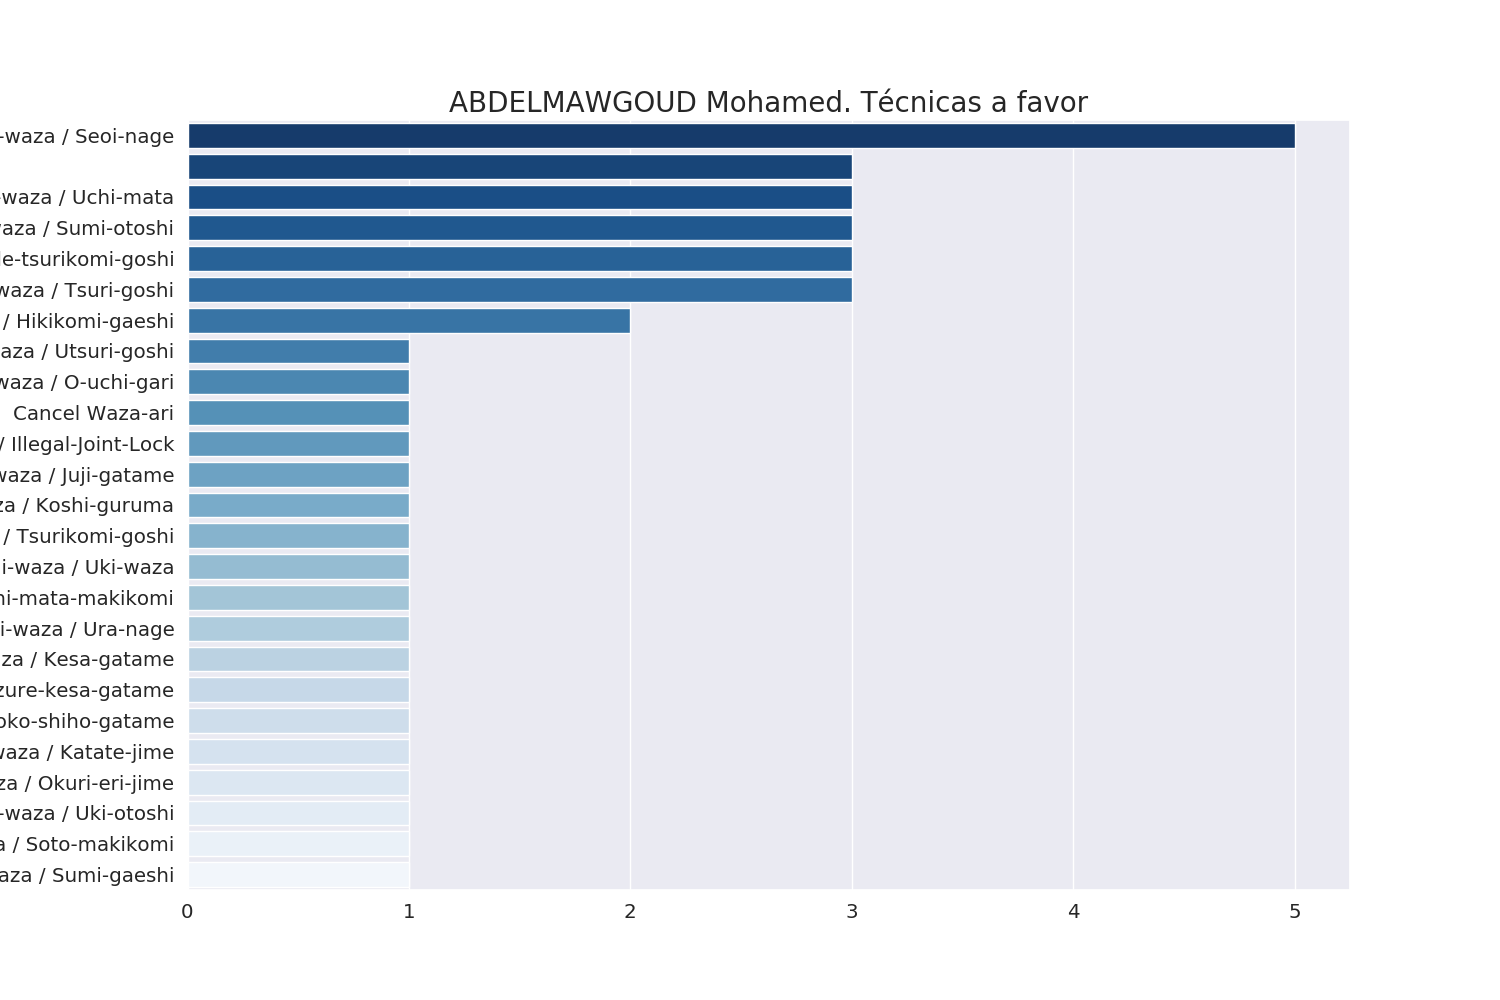 ABDELMAWGOUD Mohamed. Técnicas a favor
-waza / Seoi-nage
-waza / Uchi-mata
waza / Sumi-otoshi
de-tsurikomi-goshi
waza / Tsuri-goshi
/ Hikikomi-gaeshi
aza / Utsuri-goshi
waza / O-uchi-gari
Cancel Waza-ari
/ Illegal-Joint-Lock
waza / Juji-gatame
za / Koshi-guruma
/ Tsurikomi-goshi
i-waza / Uki-waza
hi-mata-makikomi
i-waza / Ura-nage
za / Kesa-gatame
zure-kesa-gatame
oko-shiho-gatame
waza / Katate-jime
za / Okuri-eri-jime
-waza / Uki-otoshi
a / Soto-makikomi
aza / Sumi-gaeshi
0 1 2 3 4 5